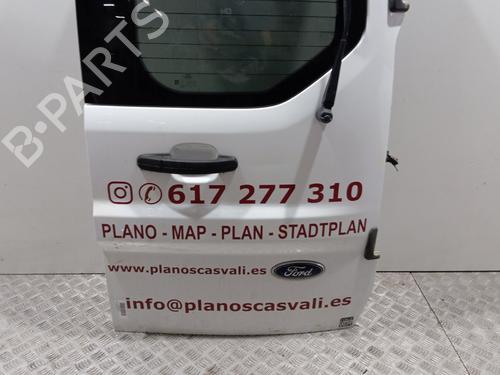 B-PARTS
617 277 310
PLANO - MAP - PLAN - STADTPLAN
www.planoscasvali.es
Ford
info@planoscasvali.es